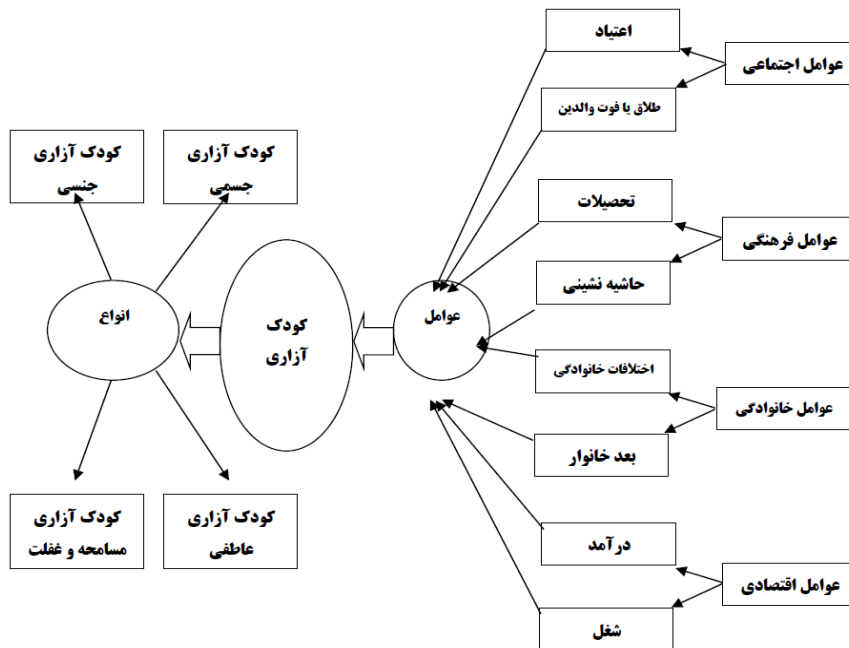 عوامل اجتماعی
اعتیاد
طلاق یا فوت والدین
عوامل فرهنگی
تحصیلات
حاشیه نشینی
عوامل خانوادگی
اختلافات خانوادگی
بعد خانوار
عوامل اقتصادی
درآمد
شغل
عوامل
کودک
آزاری
انواع
کودک آزاری
جسمی
کودک آزاری
جنسی
کودک آزاری
عاطفی
کودک آزاری
مسامحه و غفلت